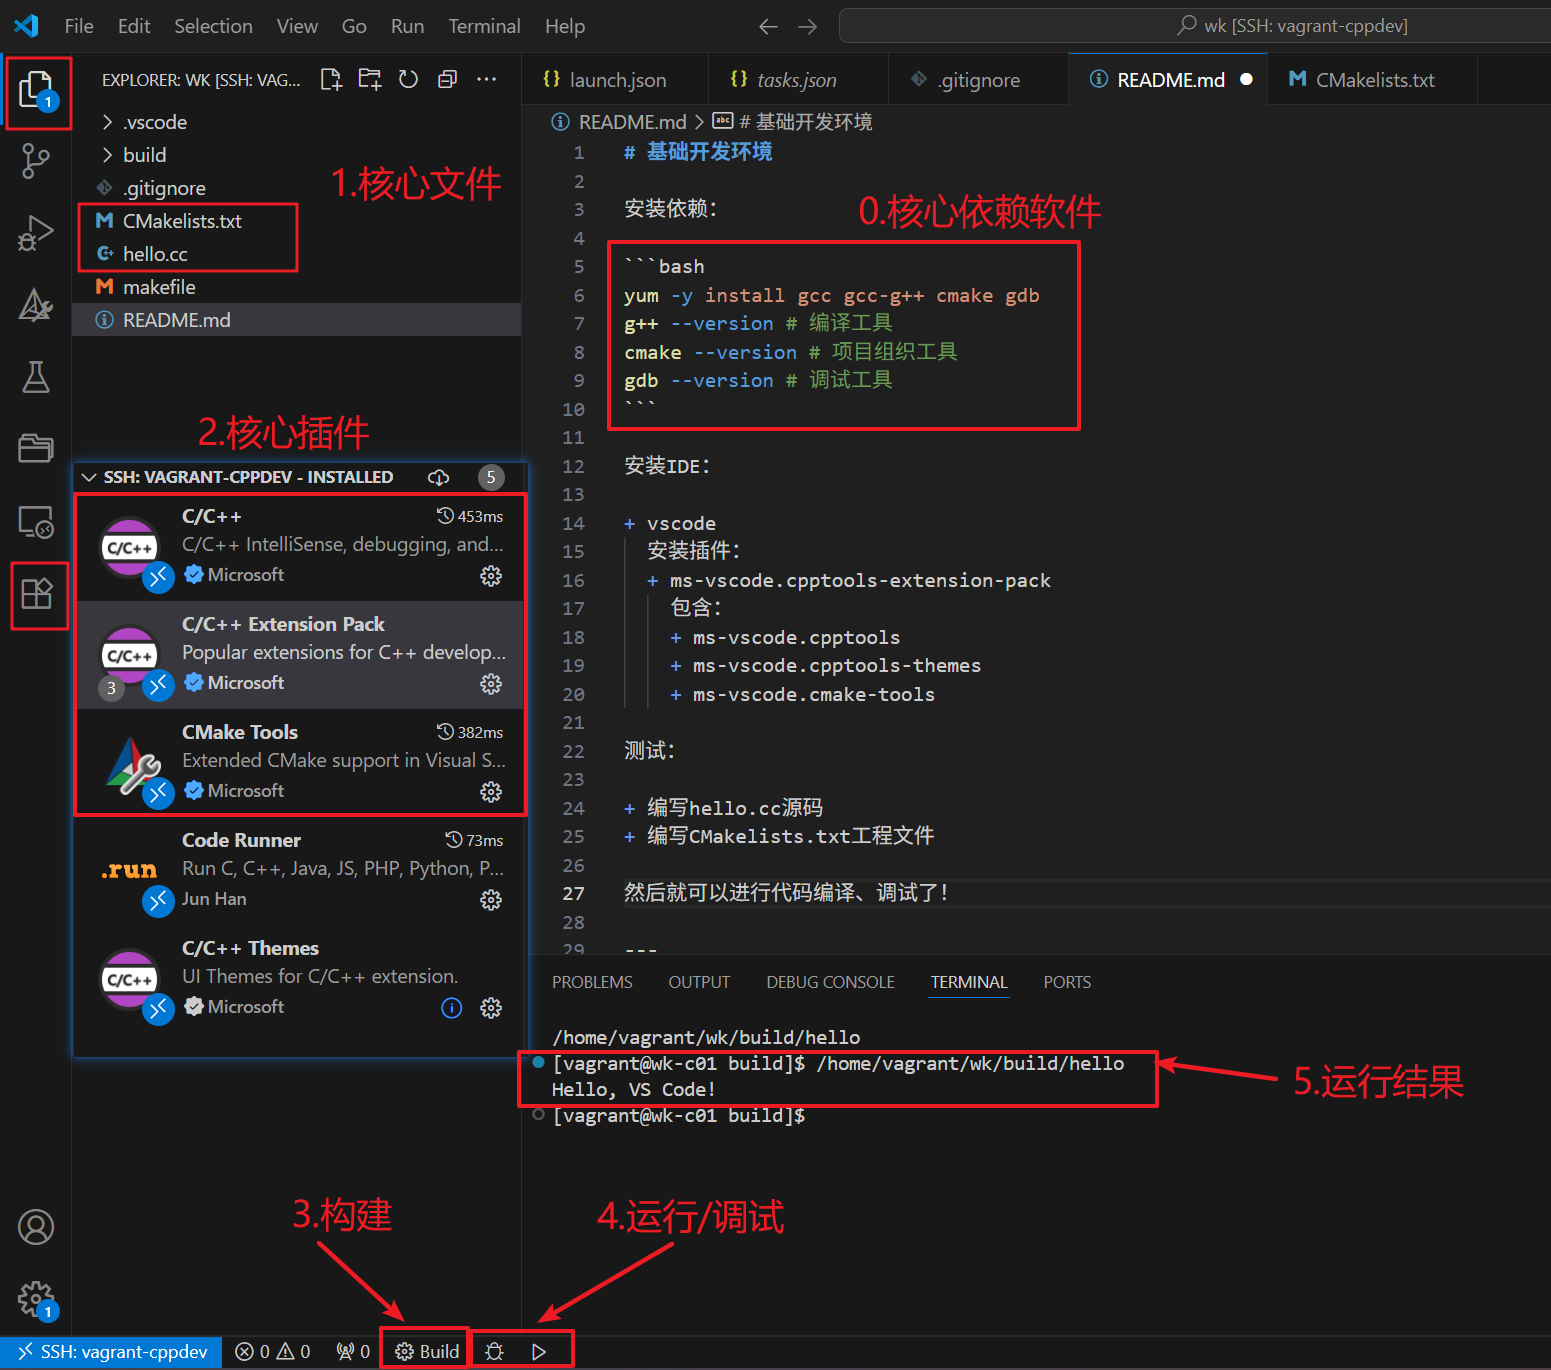 File Edit Selection View Go Run Terminal Help
wk [SSH: vagrant-cppdev]
1
EXPLORER: WK [SSH: VAG...
.vscode
build
.gitignore
CMakelists.txt
hello.cc
makefile
README.md
1.核心文件
2.核心插件
SSH: VAGRANT-CPPDEV - INSTALLED
5
C/C++
453ms
C/C++ IntelliSense, debugging, and...
Microsoft
C/C++
C/C++ Extension Pack
Popular extensions for C++ develop...
Microsoft
C/C++
3
CMake Tools
382ms
Extended CMake support in Visual S...
Microsoft
Code Runner
73ms
.run
Run C, C++, Java, JS, PHP, Python, P...
Jun Han
C/C++ Themes
UI Themes for C/C++ extension.
Microsoft
C/C++
launch.json
tasks.json
.gitignore
README.md
CMakelists.txt
README.md > # 基础开发环境
1 # 基础开发环境
2
3 安装依赖：
4
5 ```bash
6 yum -y install gcc gcc-g++ cmake gdb
7 g++ --version # 编译工具
8 cmake --version # 项目组织工具
9 gdb --version # 调试工具
10 ```
11
12 安装IDE：
13
14 + vscode
15 安装插件：
16 + ms-vscode.cpptools-extension-pack
17 包含：
18 + ms-vscode.cpptools
19 + ms-vscode.cpptools-themes
20 + ms-vscode.cmake-tools
21
22 测试：
23
24 + 编写hello.cc源码
25 + 编写CMakelists.txt工程文件
26
27 然后就可以进行代码编译、调试了！
28
29 ---
0.核心依赖软件
PROBLEMS OUTPUT DEBUG CONSOLE TERMINAL PORTS
/home/vagrant/wk/build/hello
[vagrant@wk-c01 build]$ /home/vagrant/wk/build/hello
Hello, VS Code!
[vagrant@wk-c01 build]$
5.运行结果
3.构建
4.运行/调试
1
SSH: vagrant-cppdev
0 0 0
Build